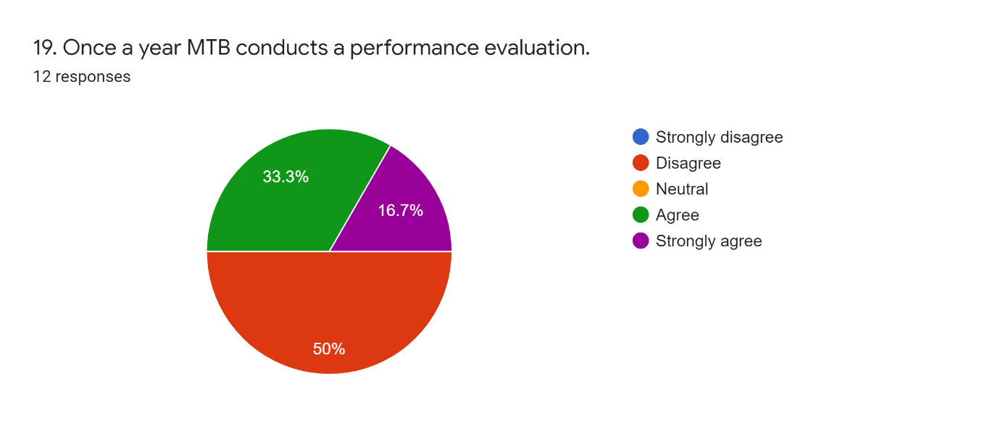 19. Once a year MTB conducts a performance evaluation.
12 responses
33.3%
16.7%
50%
Strongly disagree
Disagree
Neutral
Agree
Strongly agree